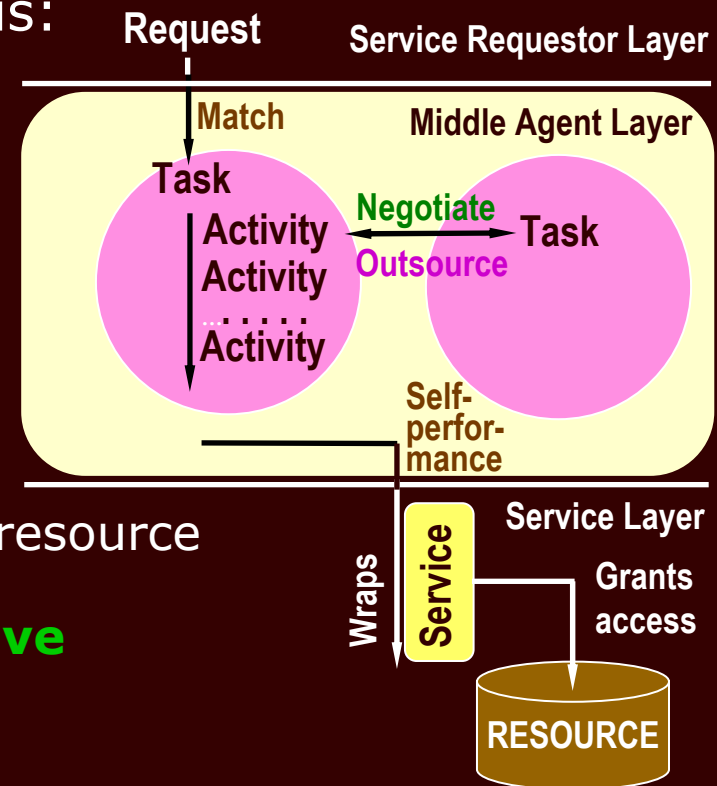 us:
Request
Service Requestor Layer
Match
Middle Agent Layer
Task
Activity
Activity
........
Activity
Negotiate
Outsource
Task
Self-
perfor-
mance
resource
ve
Service Layer
Wraps
Service
Grants
access
RESOURCE